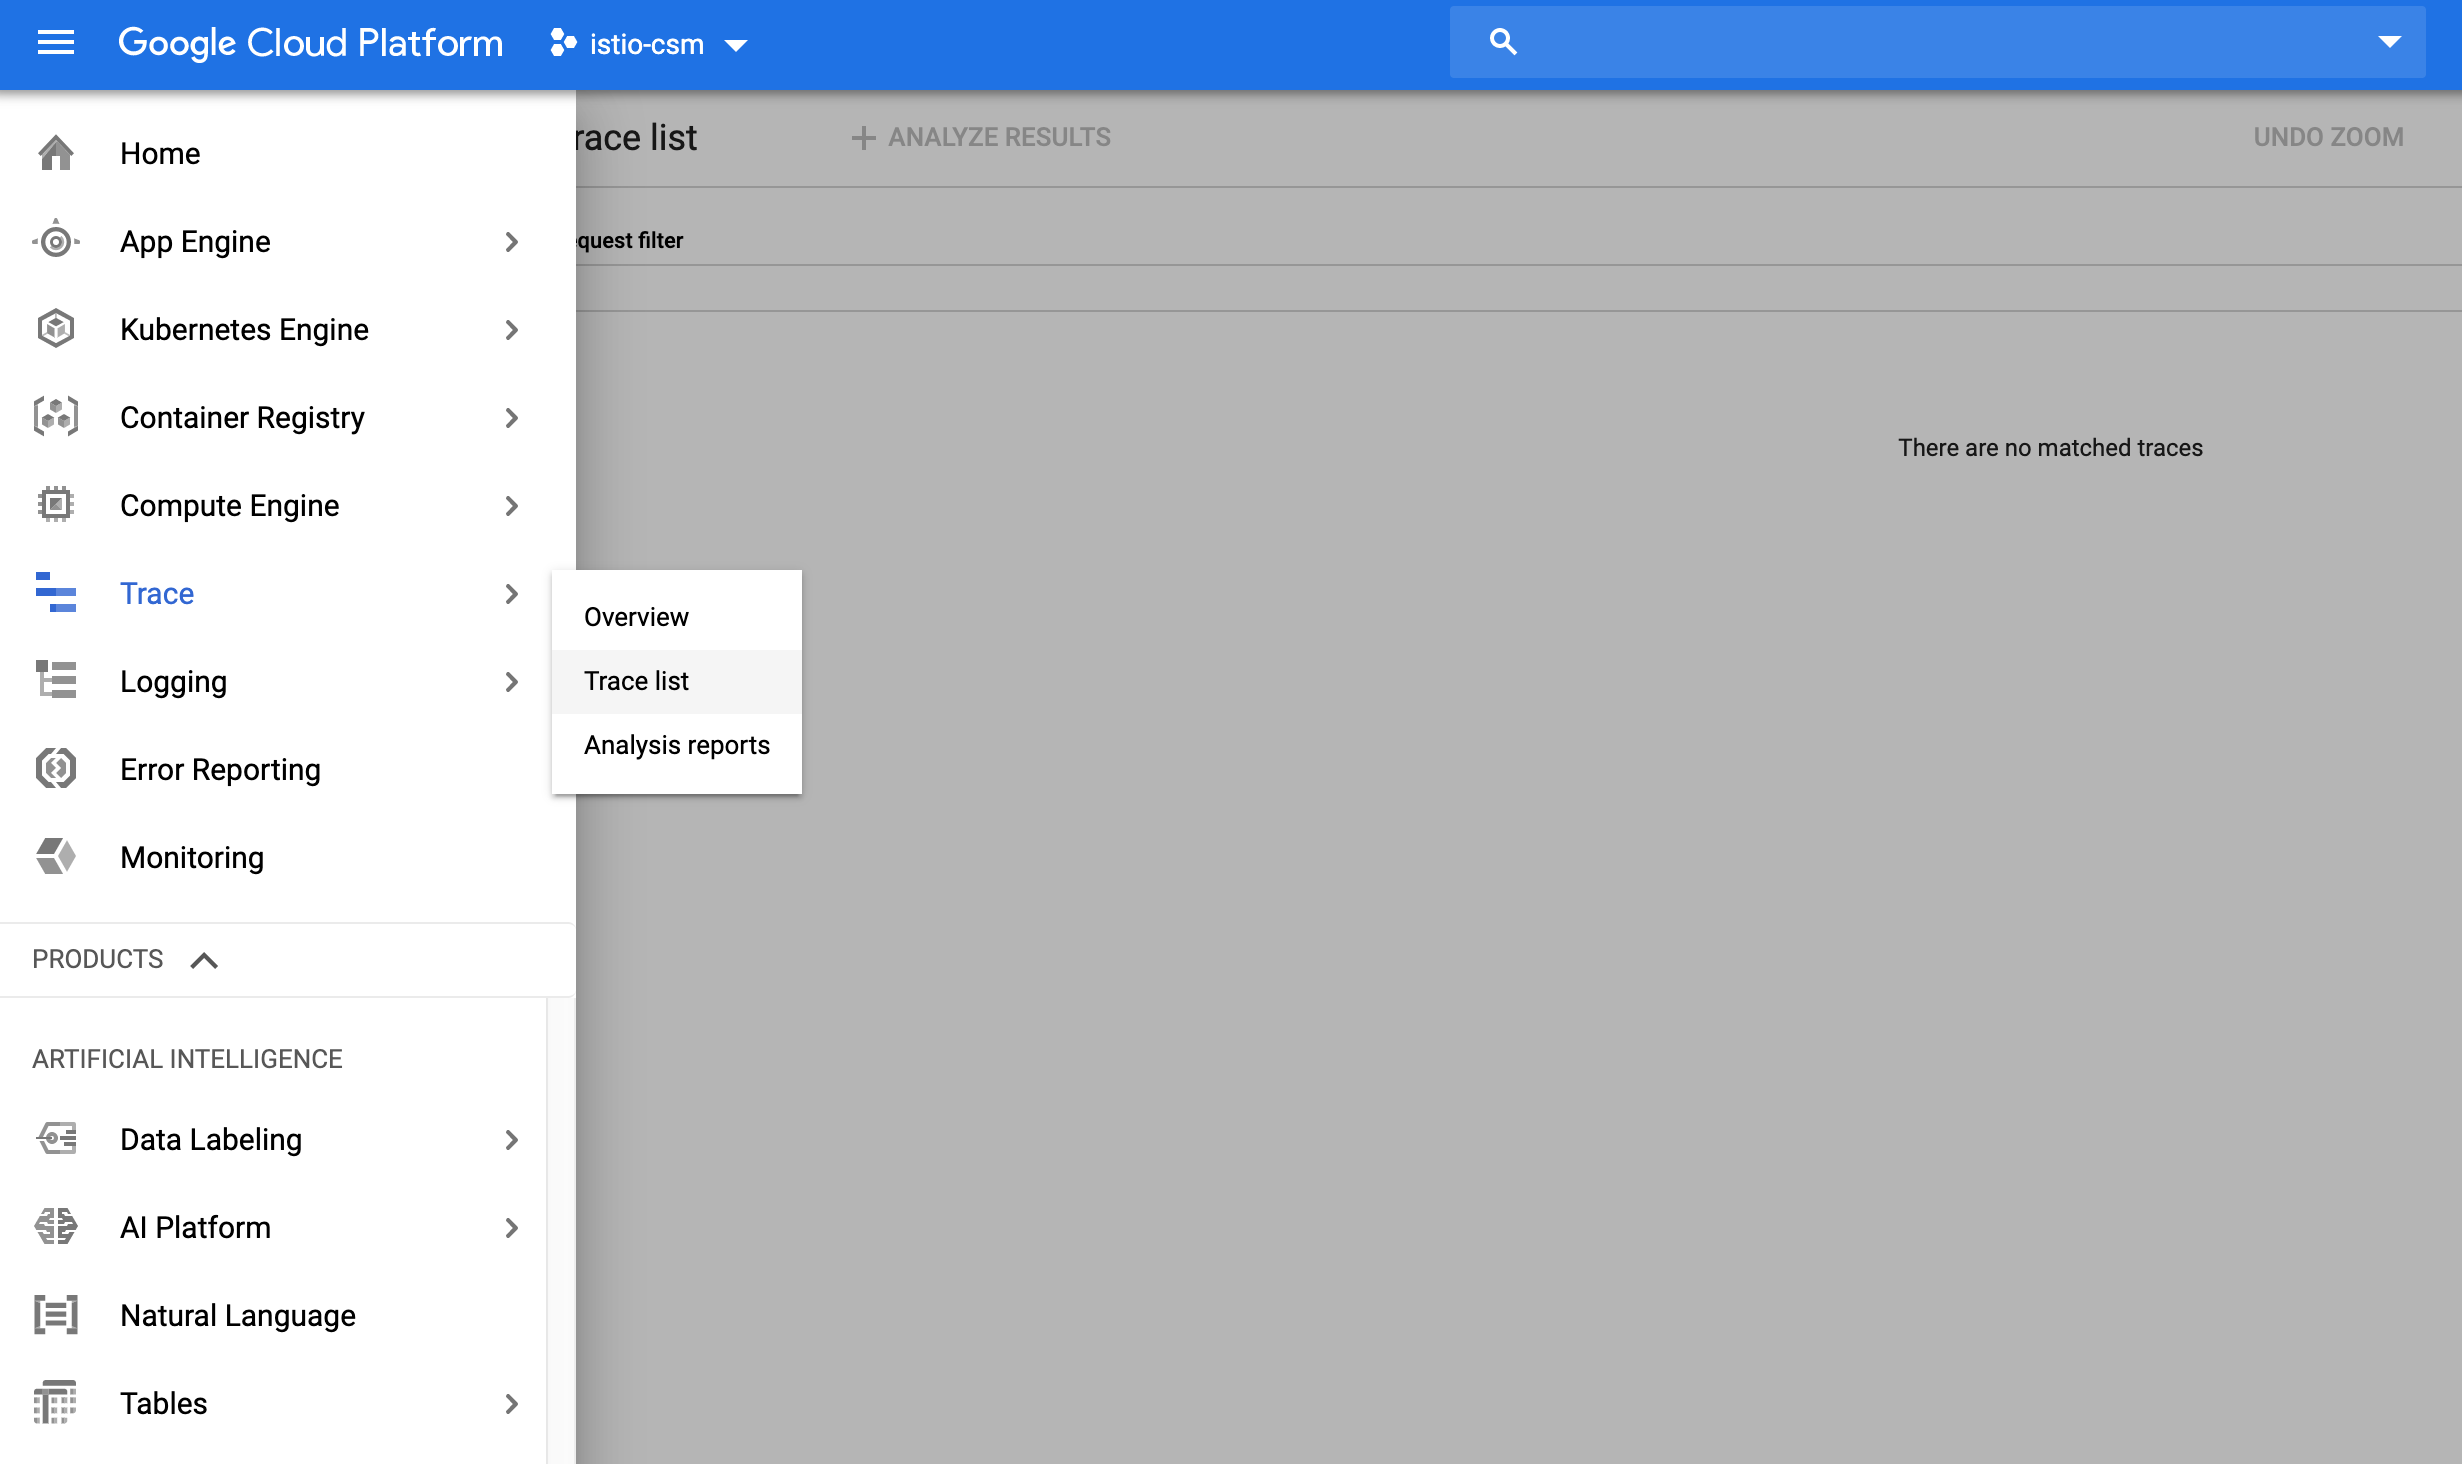 Google Cloud Platform
istio-csm
Home
App Engine
Kubernetes Engine
Container Registry
Compute Engine
Trace
Logging
Error Reporting
Monitoring
PRODUCTS
ARTIFICIAL INTELLIGENCE
Data Labeling
AI Platform
Natural Language
Tables
Overview
Trace list
Analysis reports
race list
ANALYZE RESULTS
UNDO ZOOM
equest filter
There are no matched traces